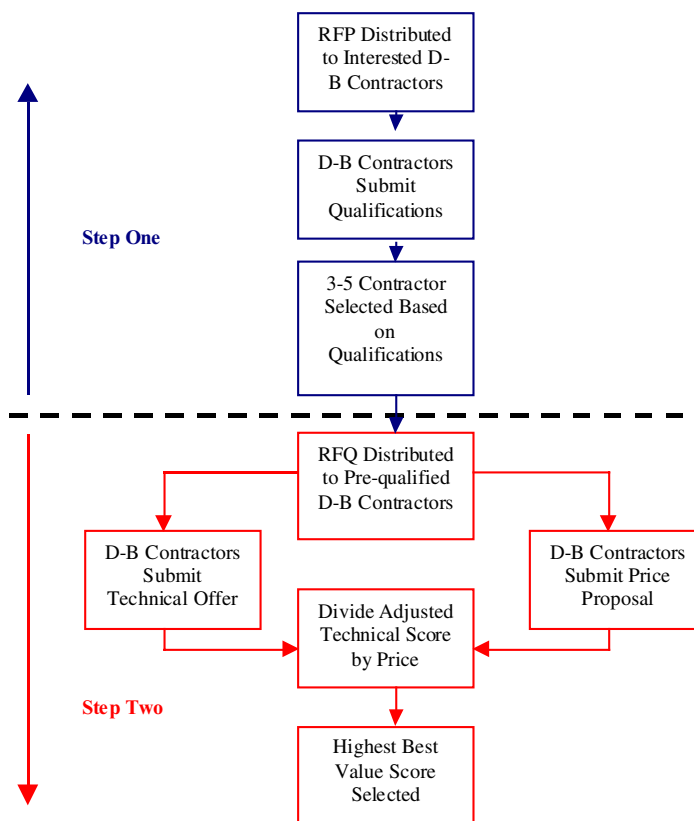 RFP Distributed
to Interested D-
B Contractors
D-B Contractors
Submit
Qualifications
Step One
3-5 Contractor
Selected Based
on
Qualifications
RFQ Distributed
to Pre-qualified
D-B Contractors
D-B Contractors
Submit
Technical Offer
D-B Contractors
Submit Price
Proposal
Divide Adjusted
Technical Score
by Price
Step Two
Highest Best
Value Score
Selected